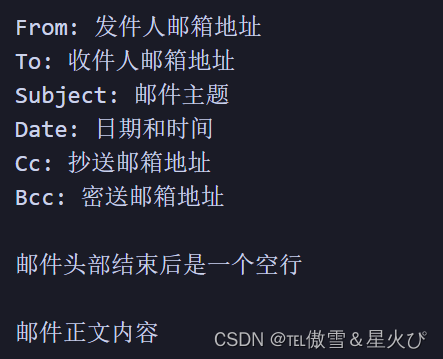 From: 发件人邮箱地址
To: 收件人邮箱地址
Subject: 邮件主题
Date: 日期和时间
Cc: 抄送邮箱地址
Bcc: 密送邮箱地址
邮件头部结束后是一个空行
邮件正文内容
CSDN @℡傲雪＆星火ぴ